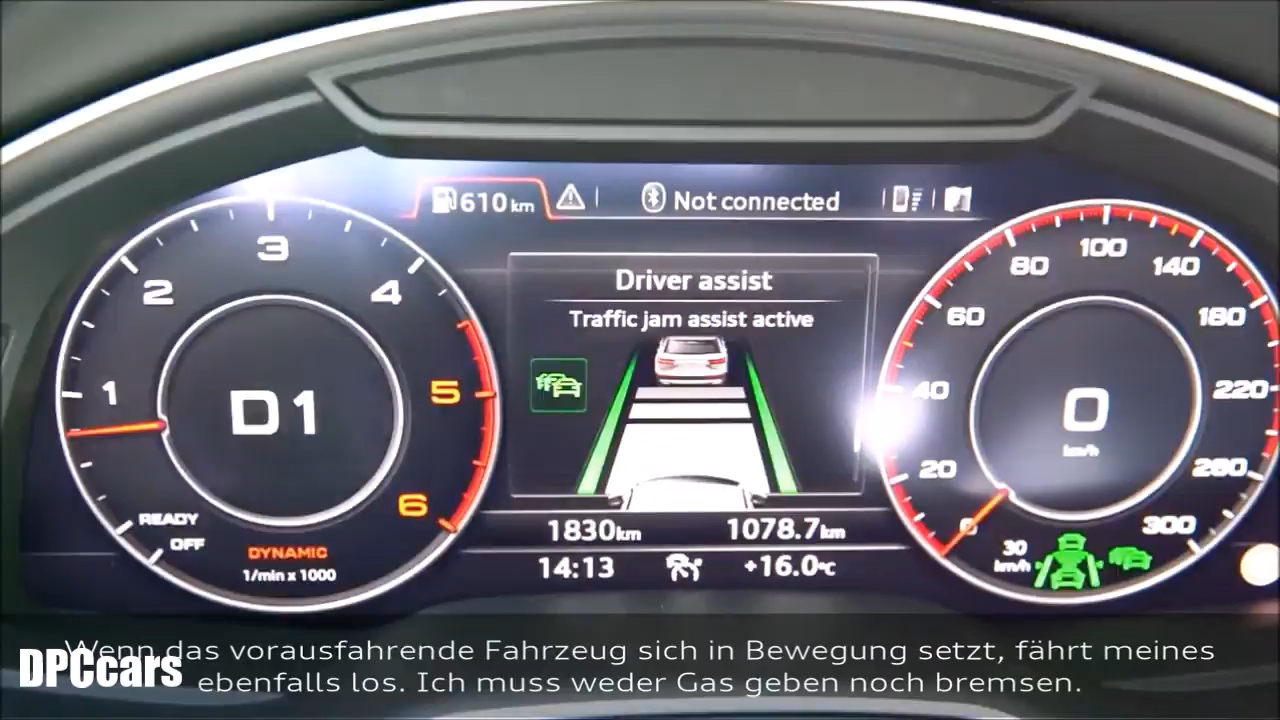 610 km
Not connected
Driver assist
Traffic jam assist active
1
2
3
4
5
6
D1
READY
OFF
DYNAMIC
1/min x 1000
1830km
1078.7km
14:13
+16.0°C
0
20
40
60
80
100
140
180
220
260
300
0
km/h
30
km/h
Wenn das vorausfahrende Fahrzeug sich in Bewegung setzt, fährt meines
ebenfalls los. Ich muss weder Gas geben noch bremsen.
DPCcars